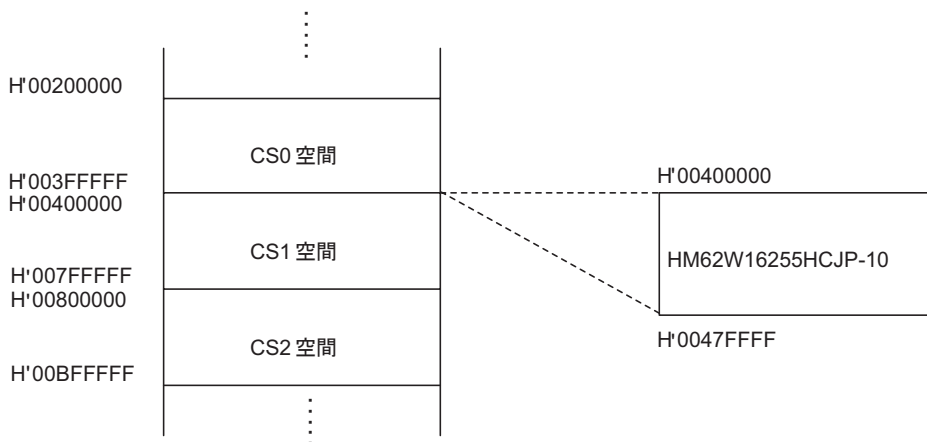 H'00200000
CS0 空間
H'003FFFFF
H'00400000
CS1 空間
H'007FFFFF
H'00800000
CS2 空間
H'00BFFFFF
H'00400000
HM62W16255HCJP-10
H'0047FFFF